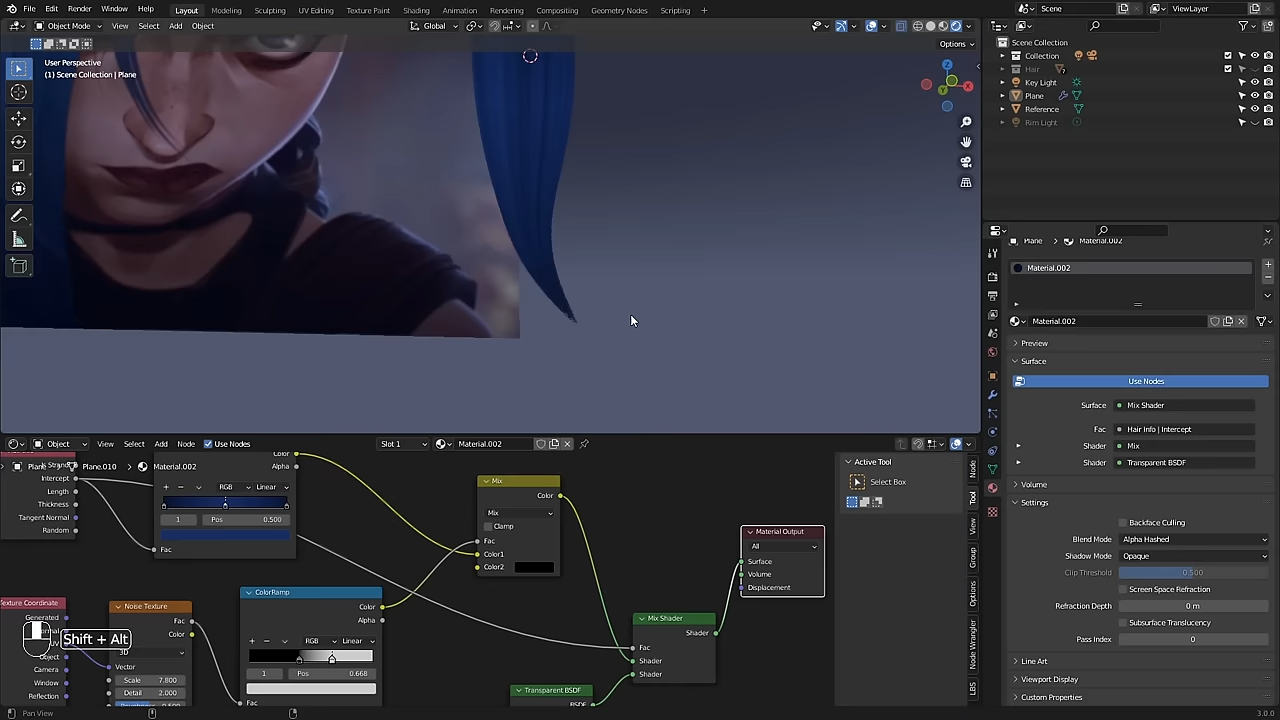 File Edit Render Window Help
Layout Modeling Sculpting UV Editing Texture Paint Shading Animation Rendering Compositing Geometry Nodes Scripting +
Scene
ViewLayer
Object Mode View Select Add Object
Global
Options
User Perspective
(1) Scene Collection | Plane
Z
X
Y
Scene Collection
Collection
Hair
Key Light
Plane
Reference
Rim Light
Plane > Material.002
Material.002
Material.002
Preview
Surface
Use Nodes
Surface Mix Shader
Fac Hair Info | Intercept
Shader Mix
Shader Transparent BSDF
Volume
Settings
Backface Culling
Blend Mode Alpha Hashed
Shadow Mode Opaque
Clip Threshold 0.500
Screen Space Refraction
Refraction Depth 0 m
Subsurface Translucency
Pass Index 0
Line Art
Viewport Display
Custom Properties
Object View Select Add Node Use Nodes
Slot 1
Material.002
Plane.010 > Material.002
Intercept
Length
Thickness
Tangent Normal
Random
Color
Alpha
RGB Linear
1 Pos 0.500
Fac
Mix
Color
Mix
Clamp
Fac
Color1
Color2
Material Output
All
Surface
Volume
Displacement
Mix Shader
Shader
Fac
Shader
Shader
Transparent BSDF
BSDF
ColorRamp
Color
Alpha
RGB Linear
1 Pos 0.668
Fac
Noise Texture
Fac
Color
3D
Vector
Scale 7.800
Detail 2.000
Generated
Object
Camera
Window
Reflection
Shift + Alt
Active Tool
Select Box
Node
Tool
View
Group
Options
Node Wrangler
LBS
Pan View
3.0.0